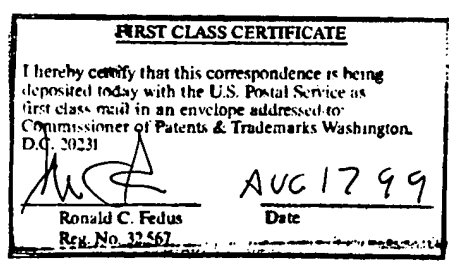 FIRST CLASS CERTIFICATE
I hereby certify that this correspondence is being
deposited today with the U.S. Postal Service as
first class mail in an envelope addressed to:
Commissioner of Patents & Trademarks Washington,
D.C. 20231
AUG 17 99
Ronald C. Fedus Date
Reg. No. 32,567